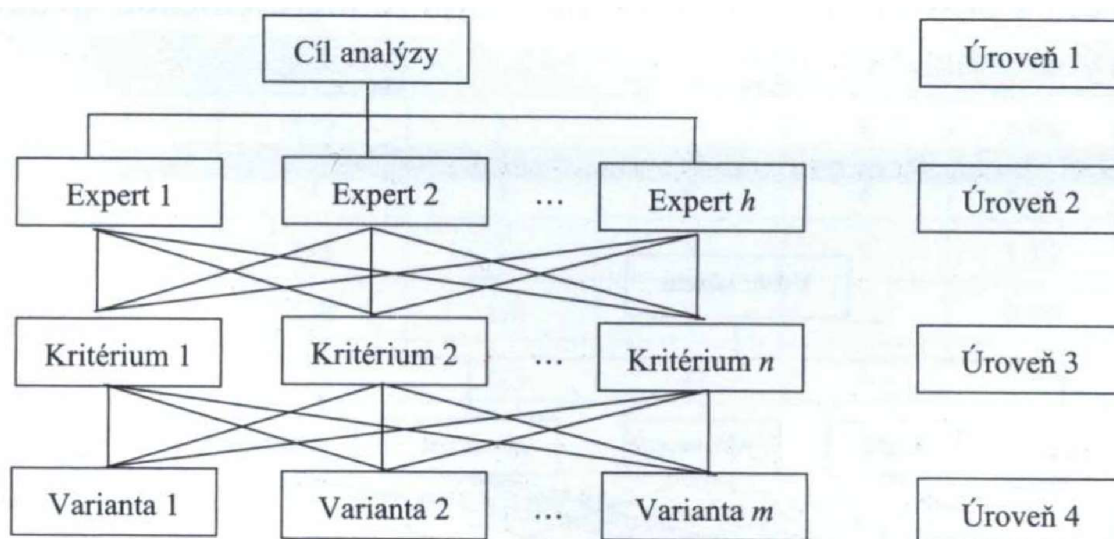 Cíl analýzy Úroveň 1
Expert 1 Expert 2 ... Expert h Úroveň 2
Kritérium 1 Kritérium 2 ... Kritérium n Úroveň 3
Varianta 1 Varianta 2 ... Varianta m Úroveň 4